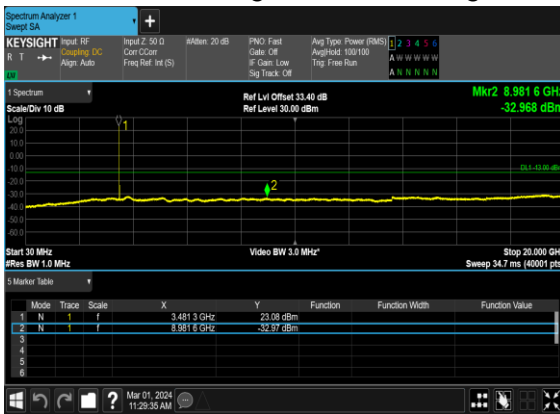 Spectrum Analyzer 1
Swept SA
KEYSIGHT
R T
LV
Input: RF
Coupling: DC
Align: Auto
Input Z: 50 Ω
Corr CCorr
Freq Ref: Int (S)
#Atten: 20 dB
PNO: Fast
Gate: Off
IF Gain: Low
Sig Track: Off
Avg Type: Power (RMS)
Avg|Hold: 100/100
Trig: Free Run
1 2 3 4 5 6
A W W W W W
A N N N N N
1 Spectrum
Scale/Div 10 dB
Ref Lvl Offset 33.40 dB
Ref Level 30.00 dBm
Mkr2 8.981 6 GHz
-32.968 dBm
Log
20.0
10.0
0.00
-10.0
-20.0
-30.0
-40.0
-50.0
-60.0
1
2
DL1 -13.00 dBm
Start 30 MHz
#Res BW 1.0 MHz
Video BW 3.0 MHz*
Stop 20.000 GHz
Sweep 34.7 ms (40001 pts)
5 Marker Table
Mode Trace Scale X Y Function Function Width Function Value
1 N 1 f 3.481 3 GHz 23.08 dBm
2 N 1 f 8.981 6 GHz -32.97 dBm
3
4
5
6
?
Mar 01, 2024
11:29:35 AM